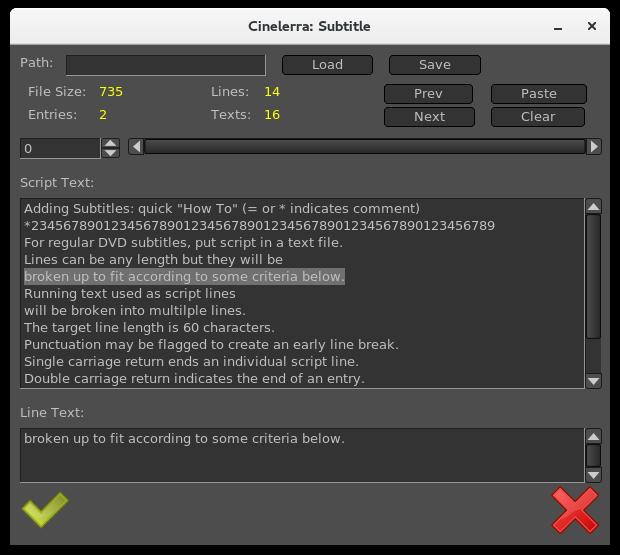 Cinelerra: Subtitle
Path:
Load
Save
File Size: 735
Lines: 14
Prev
Paste
Entries: 2
Texts: 16
Next
Clear
0
Script Text:
Adding Subtitles: quick "How To" (= or * indicates comment)
*23456789012345678901234567890123456789012345678901234567890123456789
For regular DVD subtitles, put script in a text file.
Lines can be any length but they will be
broken up to fit according to some criteria below.
Running text used as script lines
will be broken into multilple lines.
The target line length is 60 characters.
Punctuation may be flagged to create an early line break.
Single carriage return ends an individual script line.
Double carriage return indicates the end of an entry.
Line Text:
broken up to fit according to some criteria below.